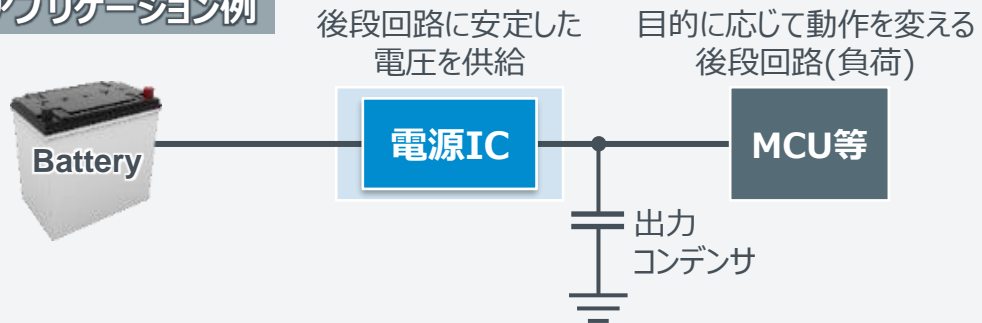 アプリケーション例
後段回路に安定した
電圧を供給
目的に応じて動作を変える
後段回路(負荷)
Battery
電源IC
MCU等
出力
コンデンサ